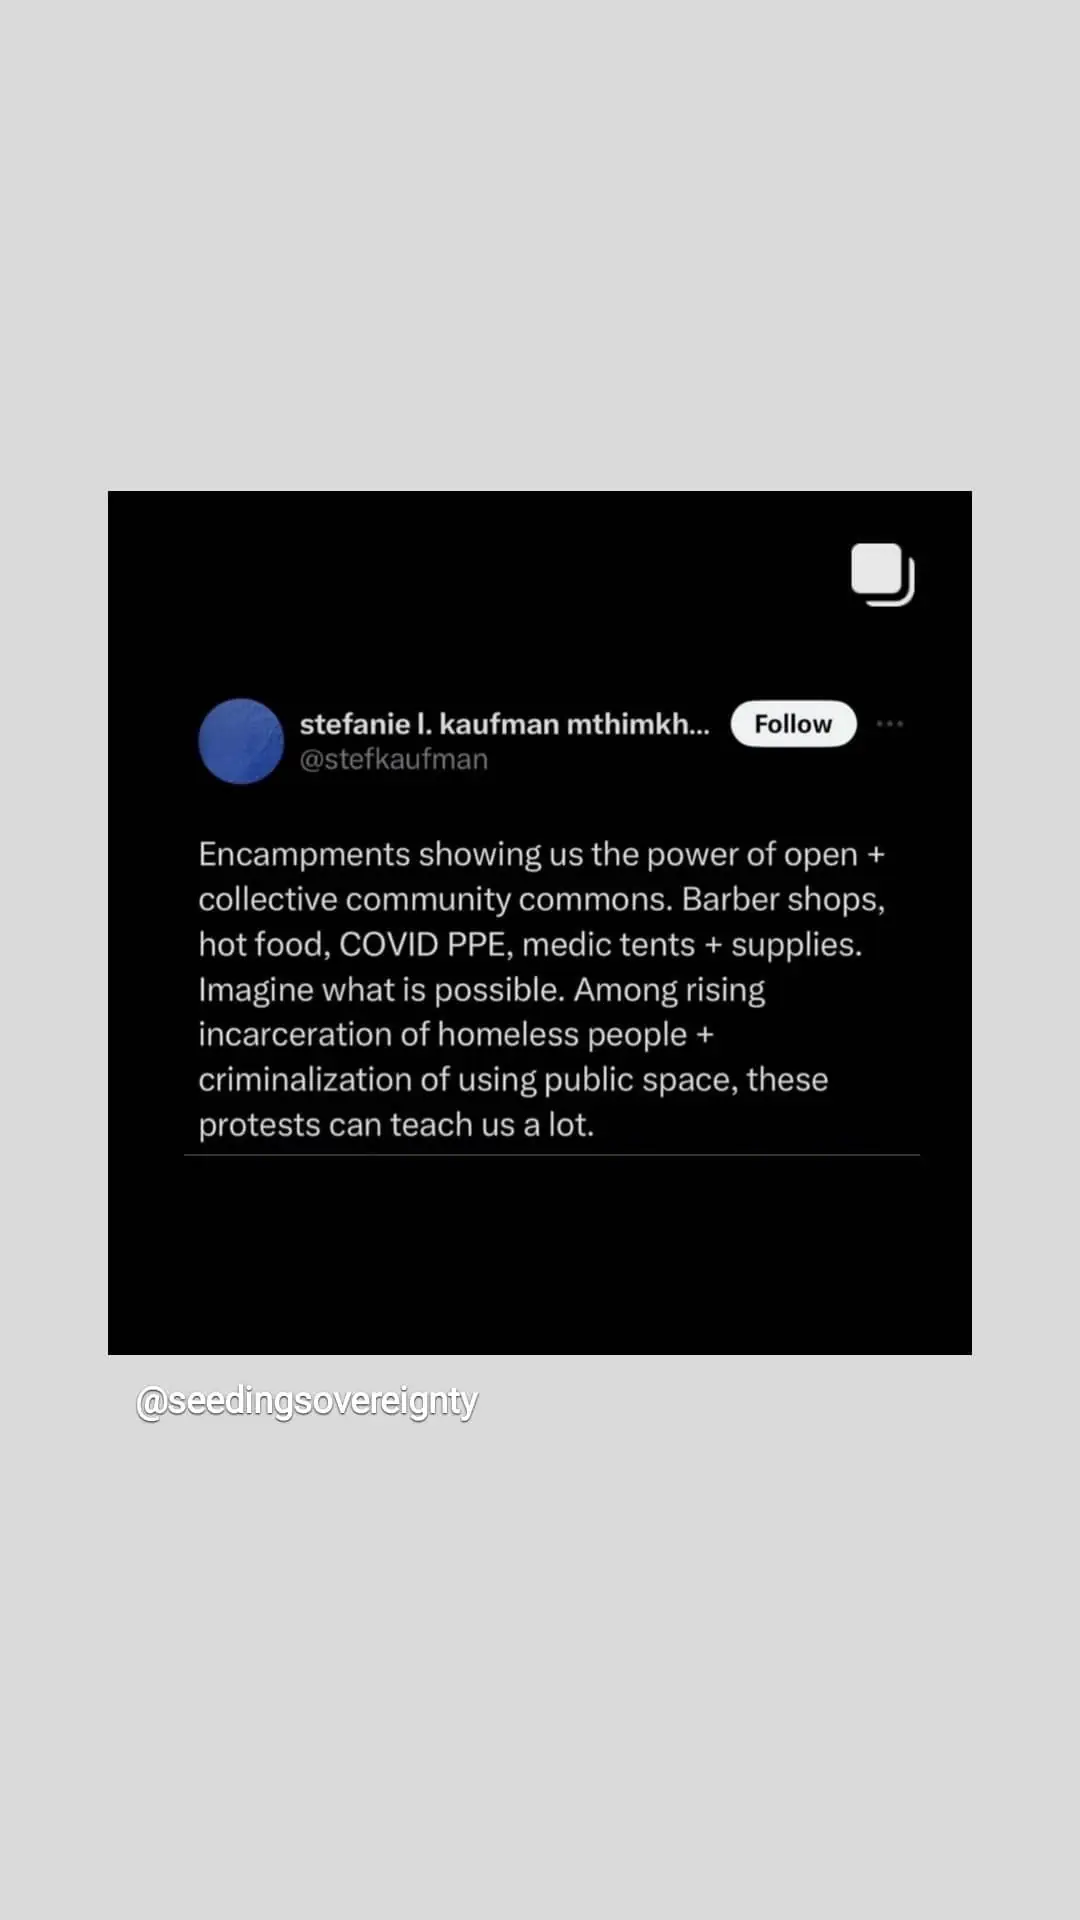 stefanie l. kaufman mthimkh...
Follow
@stefkaufman
Encampments showing us the power of open +
collective community commons. Barber shops,
hot food, COVID PPE, medic tents + supplies.
Imagine what is possible. Among rising
incarceration of homeless people +
criminalization of using public space, these
protests can teach us a lot.
@seedingsovereignty